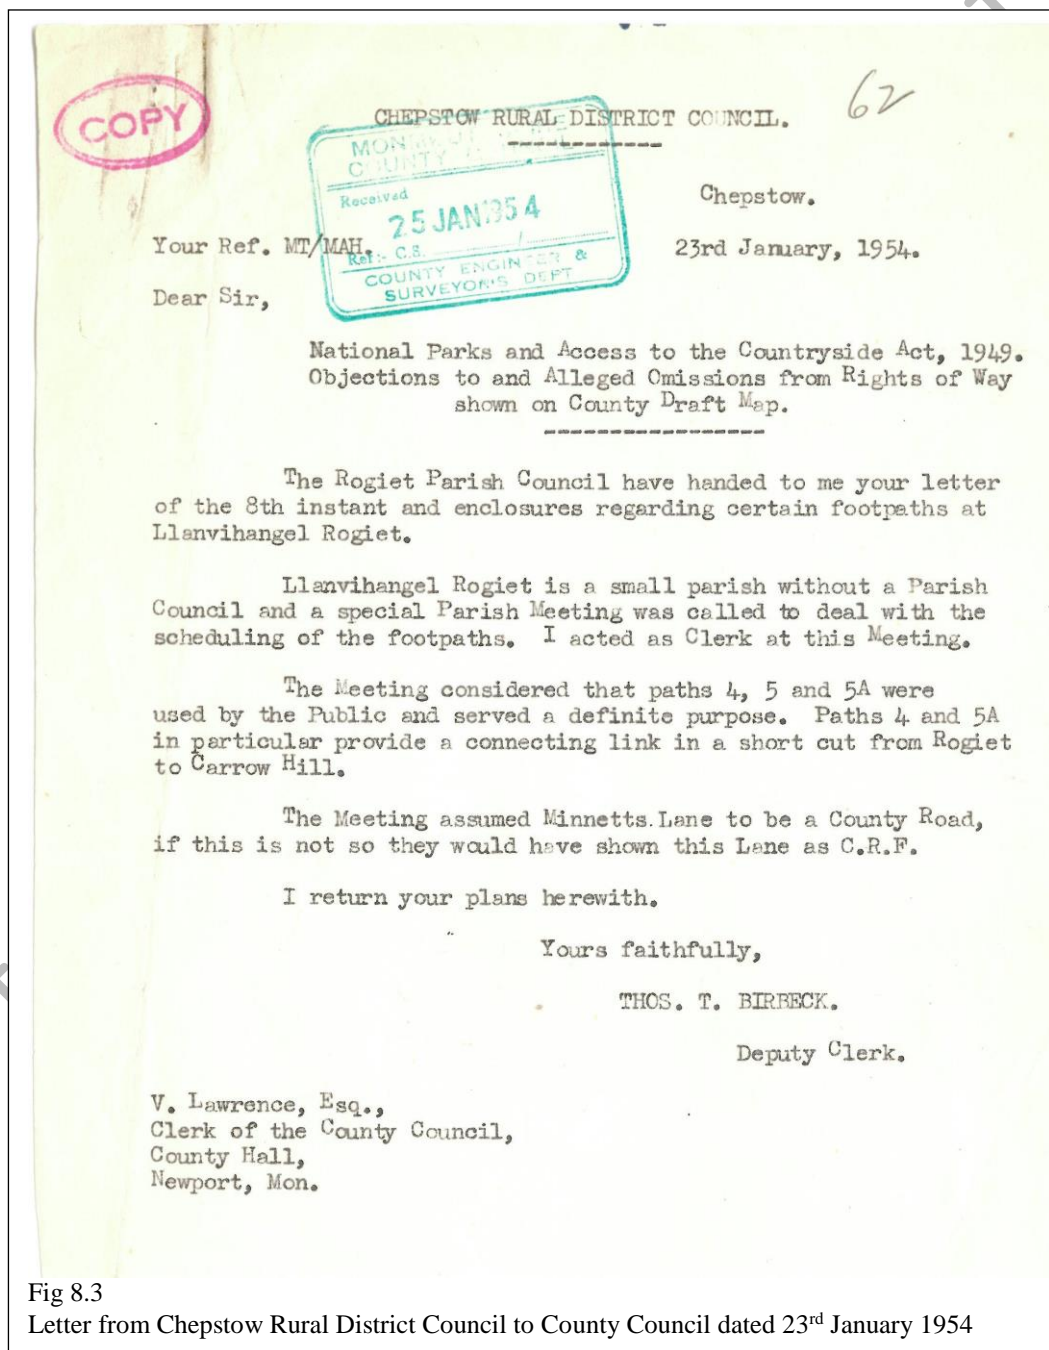 COPY
62
CHEPSTOW RURAL DISTRICT COUNCIL.
COUNTY
Received
25 JAN 1954
Ref:- C.S. /
COUNTY ENGINEER &
SURVEYOR'S DEPT
Chepstow.
Your Ref. MT/MAH.
23rd January, 1954.
Dear Sir,
National Parks and Access to the Countryside Act, 1949.
Objections to and Alleged Omissions from Rights of Way
shown on County Draft Map.
The Rogiet Parish Council have handed to me your letter
of the 8th instant and enclosures regarding certain footpaths at
Llanvihangel Rogiet.
Llanvihangel Rogiet is a small parish without a Parish
Council and a special Parish Meeting was called to deal with the
scheduling of the footpaths. I acted as Clerk at this Meeting.
The Meeting considered that paths 4, 5 and 5A were
used by the Public and served a definite purpose. Paths 4 and 5A
in particular provide a connecting link in a short cut from Rogiet
to Carrow Hill.
The Meeting assumed Minnetts.Lane to be a County Road,
if this is not so they would have shown this Lane as C.R.F.
I return your plans herewith.
Yours faithfully,
THOS. T. BIRBECK.
Deputy Clerk.
V. Lawrence, Esq.,
Clerk of the County Council,
County Hall,
Newport, Mon.
Fig 8.3
Letter from Chepstow Rural District Council to County Council dated 23rd January 1954